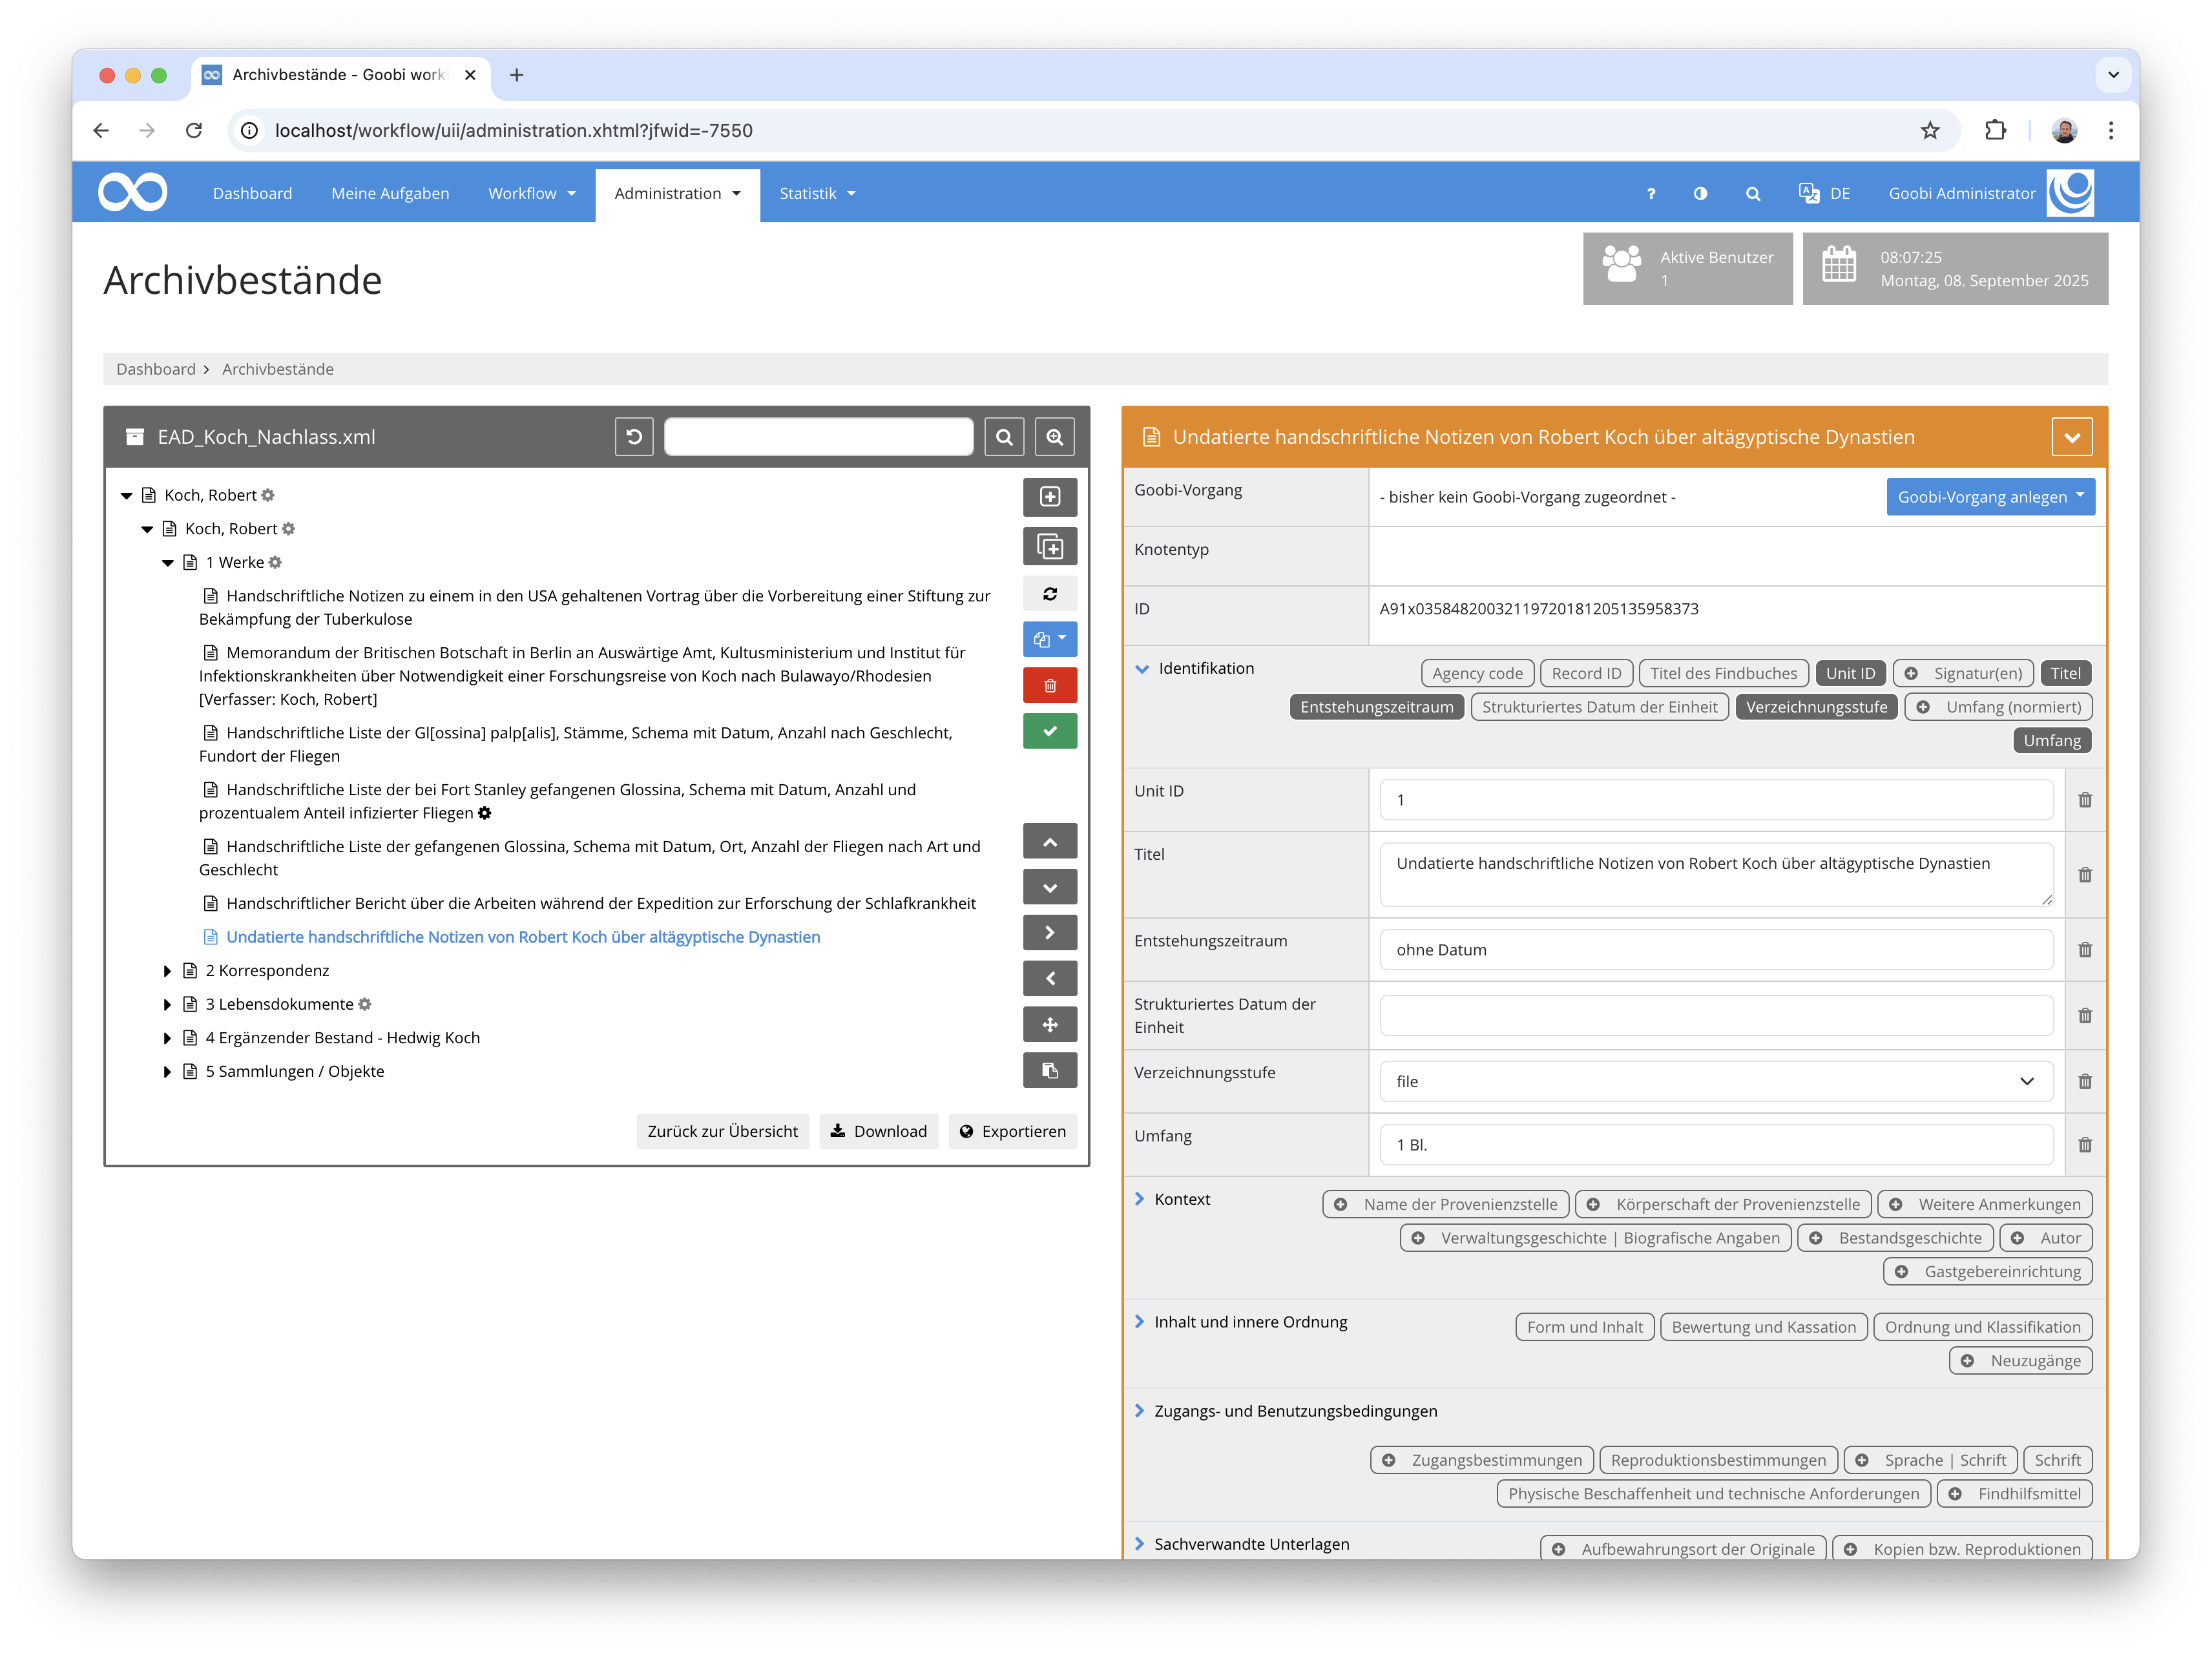 Archivbestände - Goobi work
localhost/workflow/uii/administration.xhtml?jfwid=-7550
Dashboard
Meine Aufgaben
Workflow
Administration
Statistik
?
DE
Goobi Administrator
Archivbestände
Aktive Benutzer
1
08:07:25
Montag, 08. September 2025
Dashboard
Archivbestände
EAD_Koch_Nachlass.xml
Koch, Robert
Koch, Robert
1 Werke
Handschriftliche Notizen zu einem in den USA gehaltenen Vortrag über die Vorbereitung einer Stiftung zur
Bekämpfung der Tuberkulose
Memorandum der Britischen Botschaft in Berlin an Auswärtige Amt, Kultusministerium und Institut für
Infektionskrankheiten über Notwendigkeit einer Forschungsreise von Koch nach Bulawayo/Rhodesien
[Verfasser: Koch, Robert]
Handschriftliche Liste der Gl[ossina] palp[alis], Stämme, Schema mit Datum, Anzahl nach Geschlecht,
Fundort der Fliegen
Handschriftliche Liste der bei Fort Stanley gefangenen Glossina, Schema mit Datum, Anzahl und
prozentualem Anteil infizierter Fliegen
Handschriftliche Liste der gefangenen Glossina, Schema mit Datum, Ort, Anzahl der Fliegen nach Art und
Geschlecht
Handschriftlicher Bericht über die Arbeiten während der Expedition zur Erforschung der Schlafkrankheit
Undatierte handschriftliche Notizen von Robert Koch über altägyptische Dynastien
2 Korrespondenz
3 Lebensdokumente
4 Ergänzender Bestand - Hedwig Koch
5 Sammlungen / Objekte
Zurück zur Übersicht
Download
Exportieren
Undatierte handschriftliche Notizen von Robert Koch über altägyptische Dynastien
Goobi-Vorgang
- bisher kein Goobi-Vorgang zugeordnet -
Goobi-Vorgang anlegen
Knotentyp
ID
A91x03584820032119720181205135958373
Identifikation
Agency code
Record ID
Titel des Findbuches
Unit ID
Signatur(en)
Titel
Entstehungszeitraum
Strukturiertes Datum der Einheit
Verzeichnungsstufe
Umfang (normiert)
Umfang
Unit ID
1
Titel
Undatierte handschriftliche Notizen von Robert Koch über altägyptische Dynastien
Entstehungszeitraum
ohne Datum
Strukturiertes Datum der
Einheit
Verzeichnungsstufe
file
Umfang
1 Bl.
Kontext
Name der Provenienzstelle
Körperschaft der Provenienzstelle
Weitere Anmerkungen
Verwaltungsgeschichte | Biografische Angaben
Bestandsgeschichte
Autor
Gastgebereinrichtung
Inhalt und innere Ordnung
Form und Inhalt
Bewertung und Kassation
Ordnung und Klassifikation
Neuzugänge
Zugangs- und Benutzungsbedingungen
Zugangsbestimmungen
Reproduktionsbestimmungen
Sprache | Schrift
Schrift
Physische Beschaffenheit und technische Anforderungen
Findhilfsmittel
Sachverwandte Unterlagen
Aufbewahrungsort der Originale
Kopien bzw. Reproduktionen